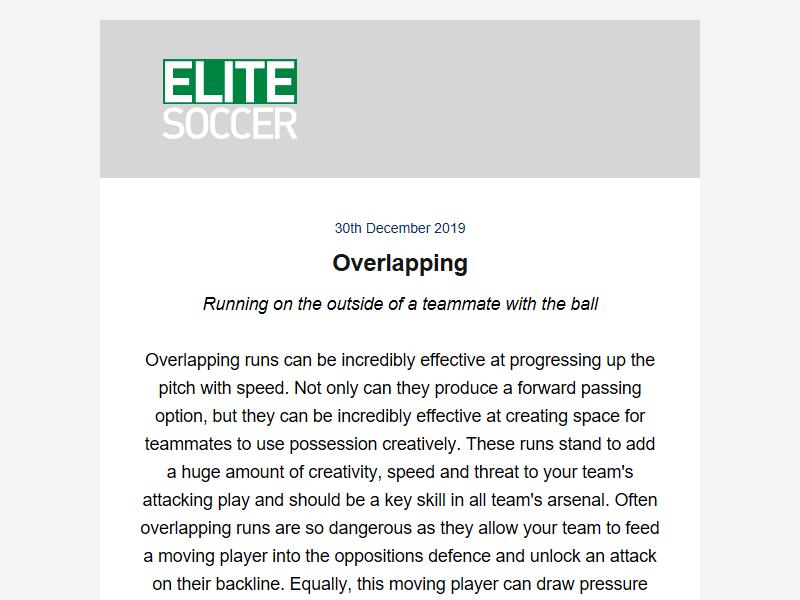 ELITE
SOCCER
30th December 2019
Overlapping
Running on the outside of a teammate with the ball
Overlapping runs can be incredibly effective at progressing up the
pitch with speed. Not only can they produce a forward passing
option, but they can be incredibly effective at creating space for
teammates to use possession creatively. These runs stand to add
a huge amount of creativity, speed and threat to your team's
attacking play and should be a key skill in all team's arsenal. Often
overlapping runs are so dangerous as they allow your team to feed
a moving player into the oppositions defence and unlock an attack
on their backline. Equally, this moving player can draw pressure